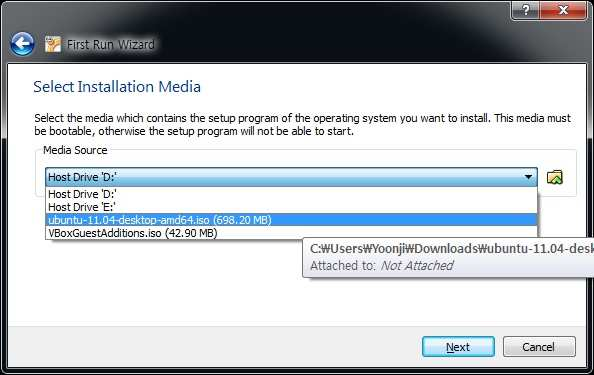 First Run Wizard
Select Installation Media
Select the media which contains the setup program of the operating system you want to install. This media must
be bootable, otherwise the setup program will not be able to start.
Media Source
Host Drive 'D:'
Host Drive 'D:'
Host Drive 'E:'
ubuntu-11.04-desktop-amd64.iso (698.20 MB)
VBoxGuestAdditions.iso (42.90 MB)
C:₩Users₩Yoonji₩Downloads₩ubuntu-11.04-desk
Attached to: Not Attached
Next
Cancel